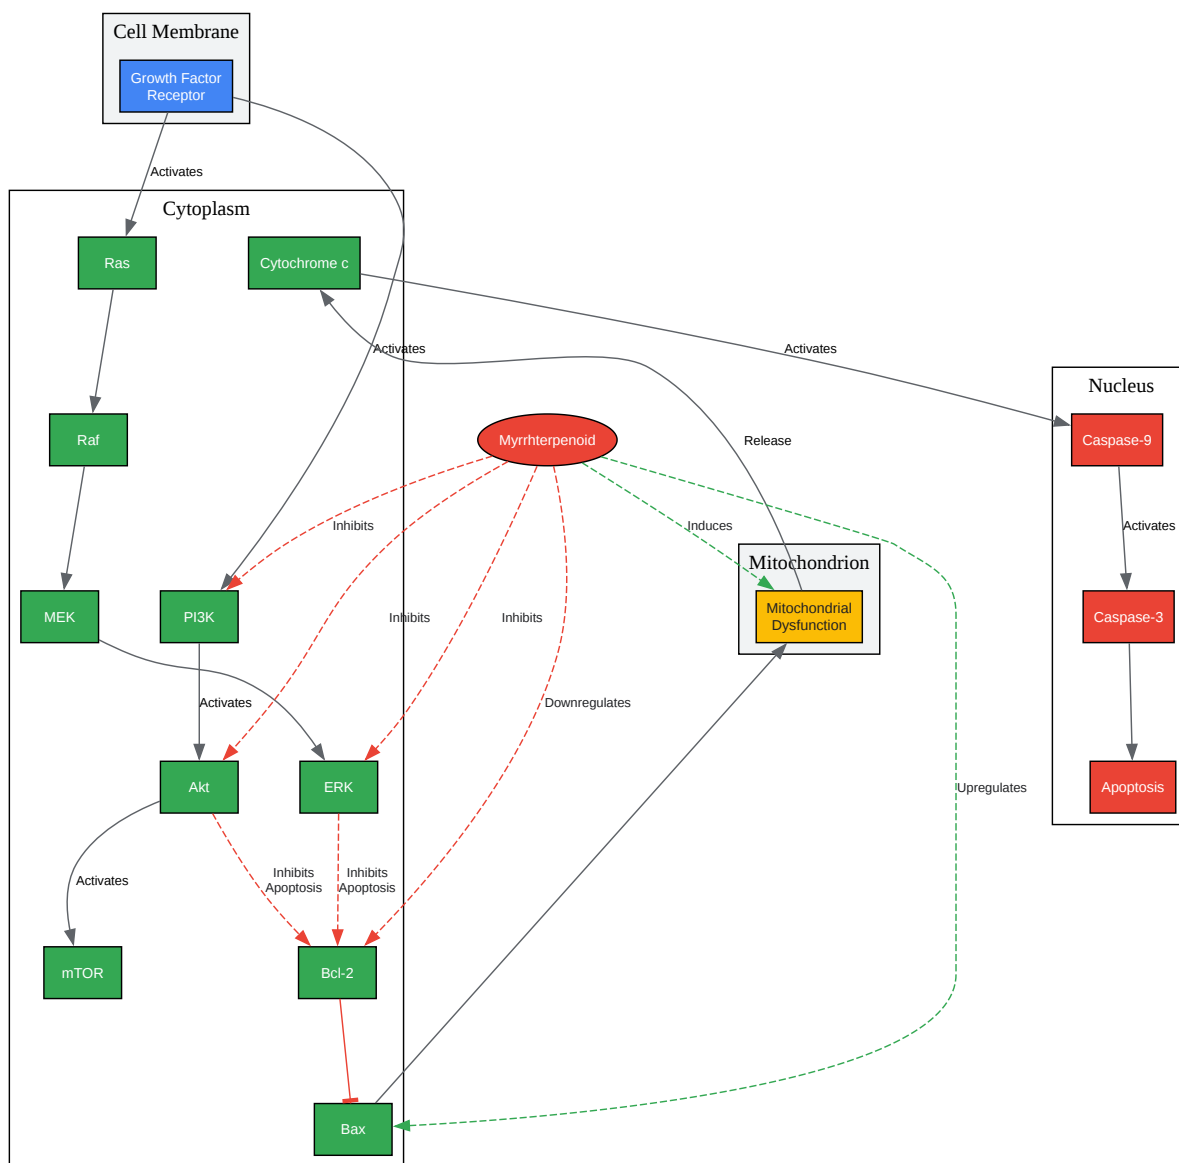 Cell Membrane
Growth Factor
Receptor
Activates
Cytoplasm
Ras
Cytochrome c
Activates
Activates
Nucleus
Raf
Myrrhterpenoid
Release
Caspase-9
Inhibits
Induces
Activates
Mitochondrion
MEK
PI3K
Inhibits
Inhibits
Mitochondrial
Dysfunction
Caspase-3
Activates
Downregulates
Akt
ERK
Upregulates
Apoptosis
Activates
Inhibits
Apoptosis
Inhibits
Apoptosis
mTOR
Bcl-2
Bax